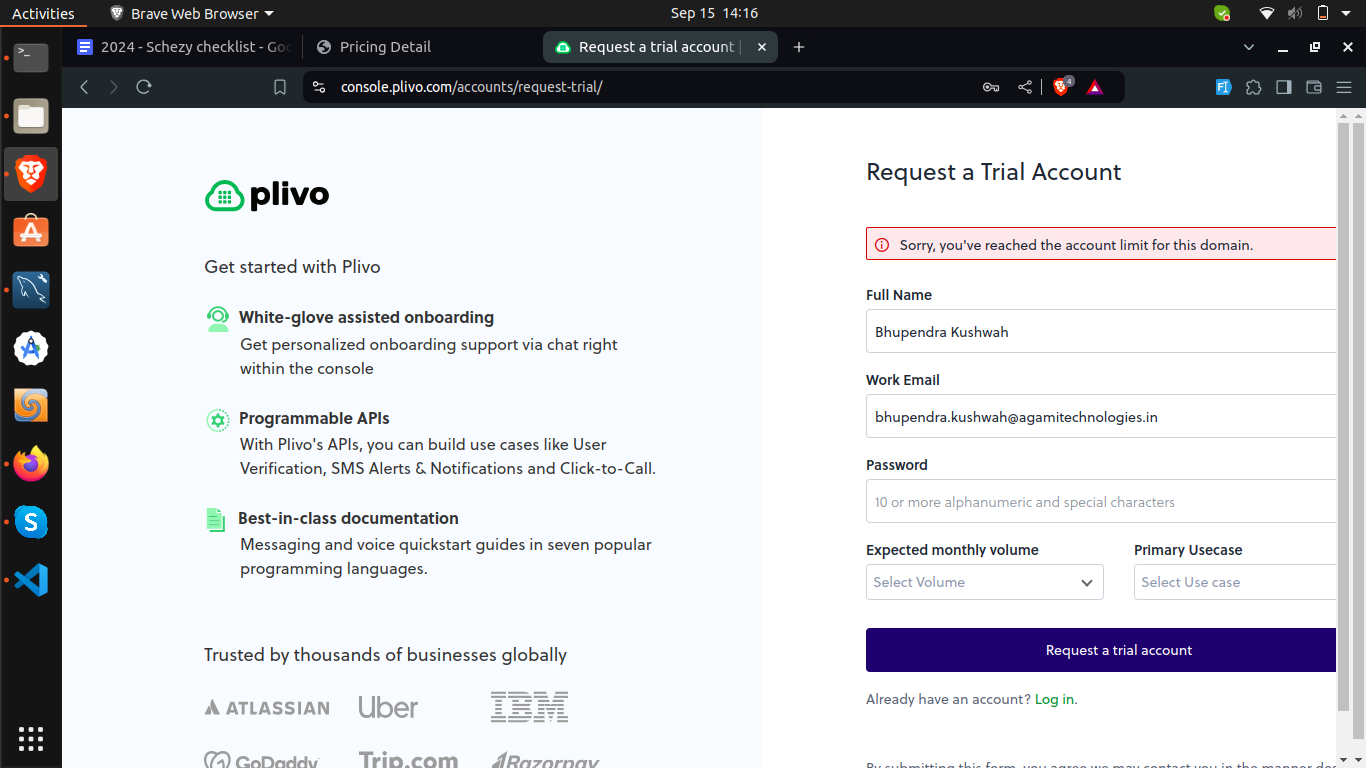 Activities
Brave Web Browser
Sep 15 14:16
2024 - Schezy checklist - Goo
Pricing Detail
Request a trial account |
console.plivo.com/accounts/request-trial/
4
plivo
Get started with Plivo
White-glove assisted onboarding
Get personalized onboarding support via chat right
within the console
Programmable APIs
With Plivo's APIs, you can build use cases like User
Verification, SMS Alerts & Notifications and Click-to-Call.
Best-in-class documentation
Messaging and voice quickstart guides in seven popular
programming languages.
Trusted by thousands of businesses globally
ATLASSIAN
Uber
IBM
GoDaddy
Trip.com
Razorpay
Request a Trial Account
Sorry, you've reached the account limit for this domain.
Full Name
Bhupendra Kushwah
Work Email
bhupendra.kushwah@agamitechnologies.in
Password
10 or more alphanumeric and special characters
Expected monthly volume
Primary Usecase
Select Volume
Select Use case
Request a trial account
Already have an account? Log in.
By submitting this form, you agree we may contact you in the manner des